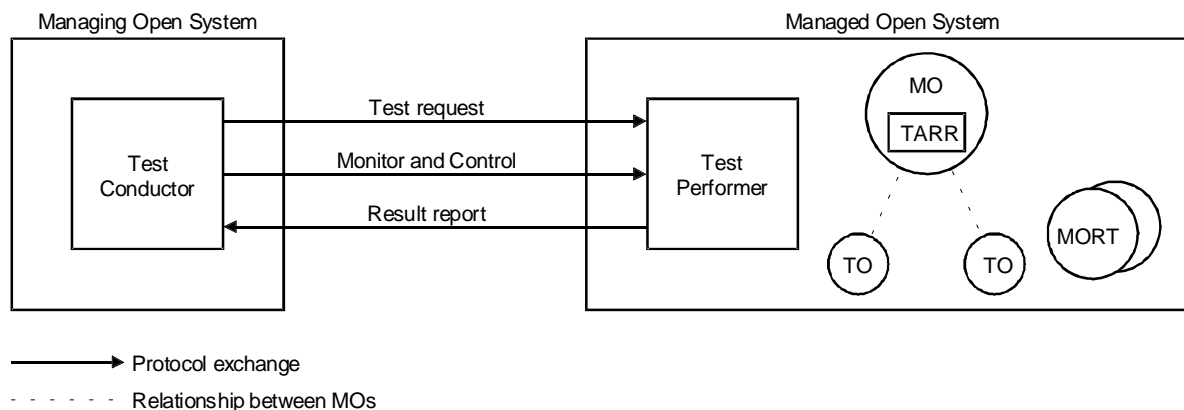 Managing Open System
Managed Open System
Test request
Monitor and Control
Result report
Test
Conductor
Test
Performer
MO
TARR
TO
TO
MORT
Protocol exchange
Relationship between MOs